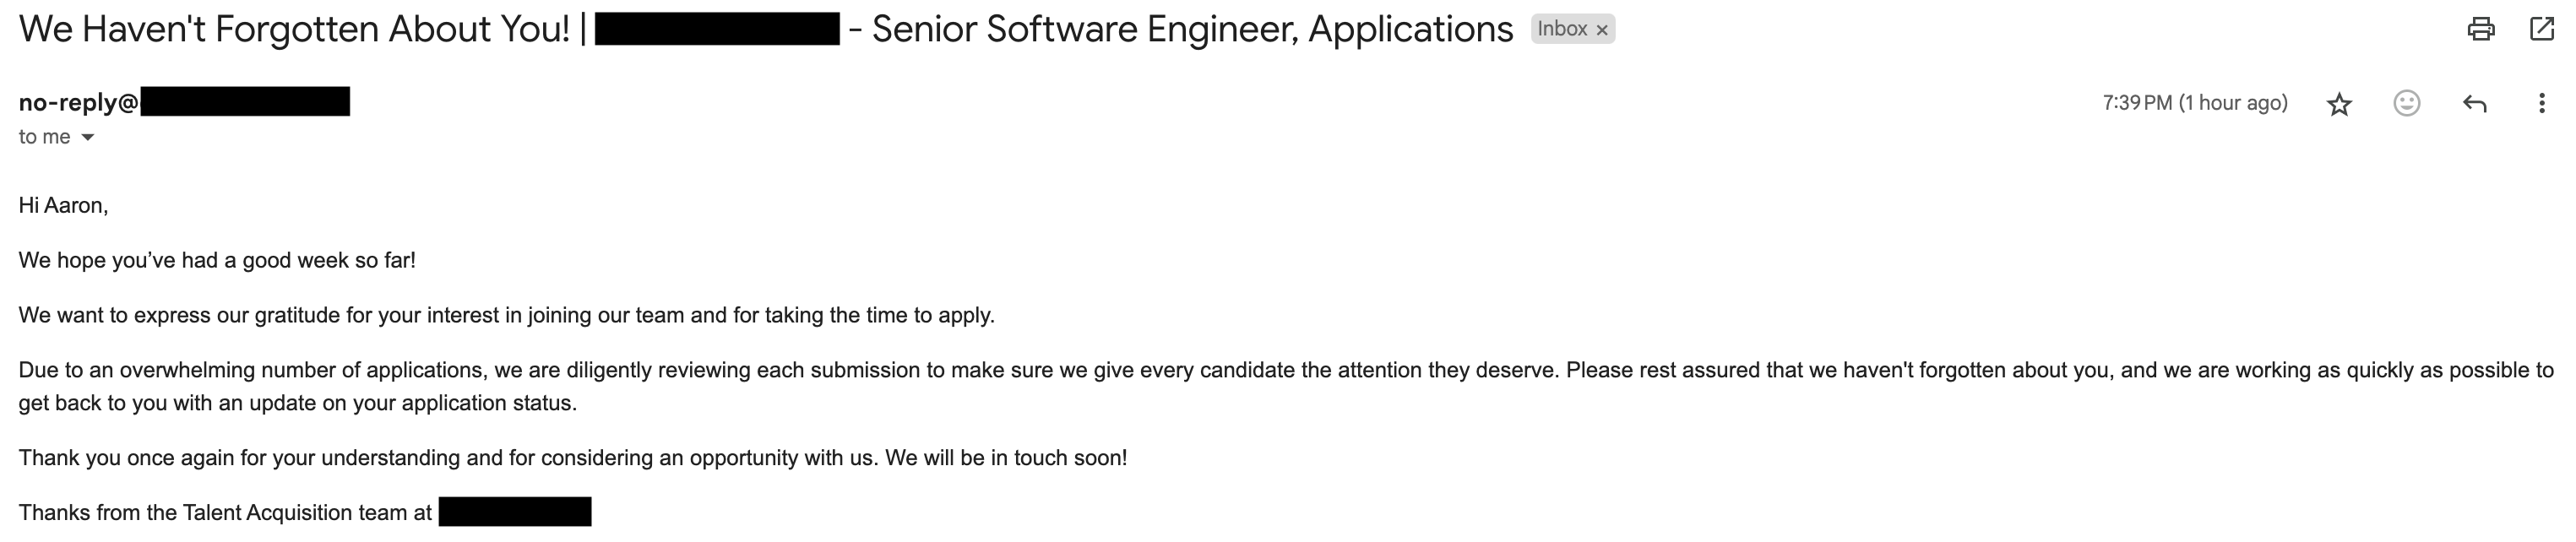 We Haven't Forgotten About You! | - Senior Software Engineer, Applications Inbox ×
no-reply@
7:39 PM (1 hour ago)
to me
Hi Aaron,
We hope you’ve had a good week so far!
We want to express our gratitude for your interest in joining our team and for taking the time to apply.
Due to an overwhelming number of applications, we are diligently reviewing each submission to make sure we give every candidate the attention they deserve. Please rest assured that we haven't forgotten about you, and we are working as quickly as possible to
get back to you with an update on your application status.
Thank you once again for your understanding and for considering an opportunity with us. We will be in touch soon!
Thanks from the Talent Acquisition team at